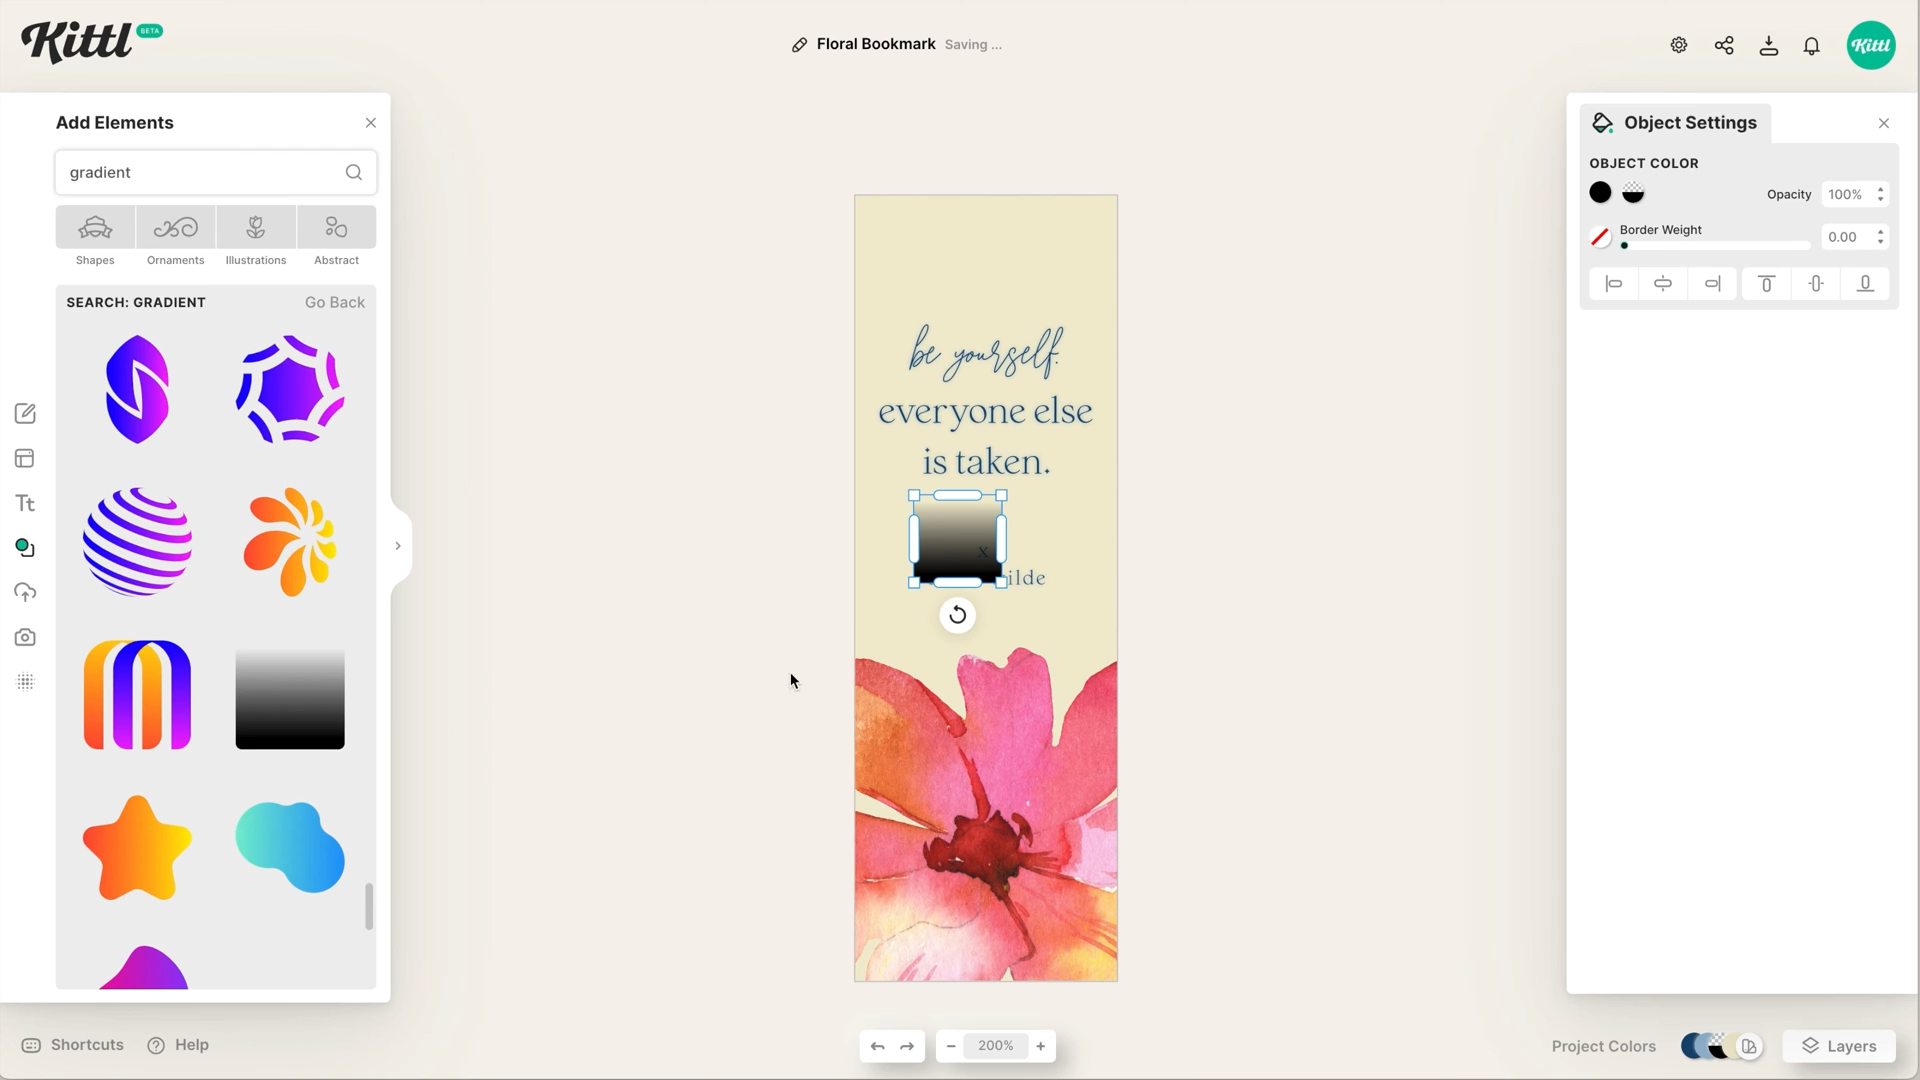 Kittl BETA
Floral Bookmark Saving ...
Kittl
Add Elements
gradient
Shapes Ornaments Illustrations Abstract
SEARCH: GRADIENT Go Back
Tt
be yourself.
everyone else
is taken.
x
ilde
Object Settings
OBJECT COLOR
Opacity 100%
Border Weight 0.00
Shortcuts Help
200%
Project Colors
Layers